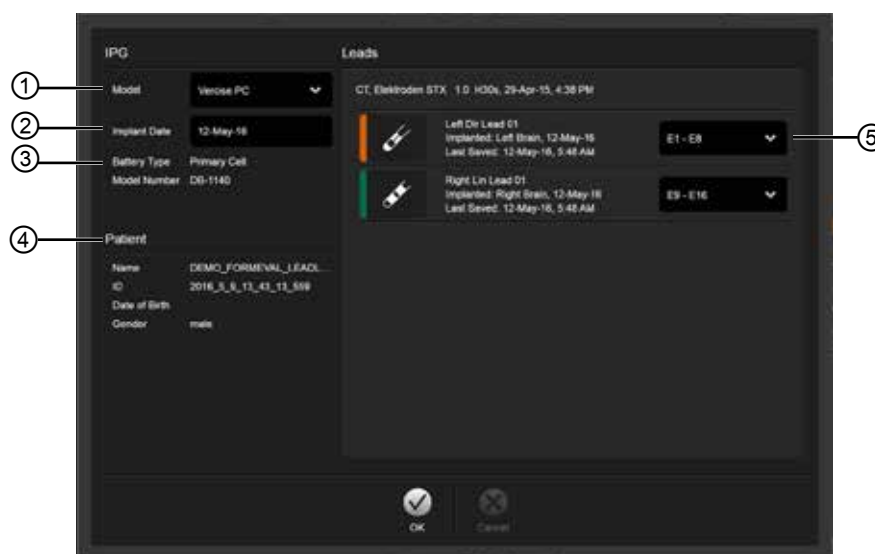 IPG
Leads
① Model Vercise PC
② Implant Date 12-May-16
③ Battery Type Primary Cell
Model Number DB-1140
④ Patient
Name DEMO_FORMEVAL_LEADL...
ID 2016_5_6_13_43_13_559
Date of Birth
Gender male
CT, Elektroden STX 1.0 H30s, 29-Apr-15, 4:38 PM
Left Dir Lead 01
Implanted: Left Brain, 12-May-16
Last Saved: 12-May-16, 5:48 AM
E1 - E8 ⑤
Right Lin Lead 01
Implanted: Right Brain, 12-May-16
Last Saved: 12-May-16, 5:48 AM
E9 - E16
OK
Cancel